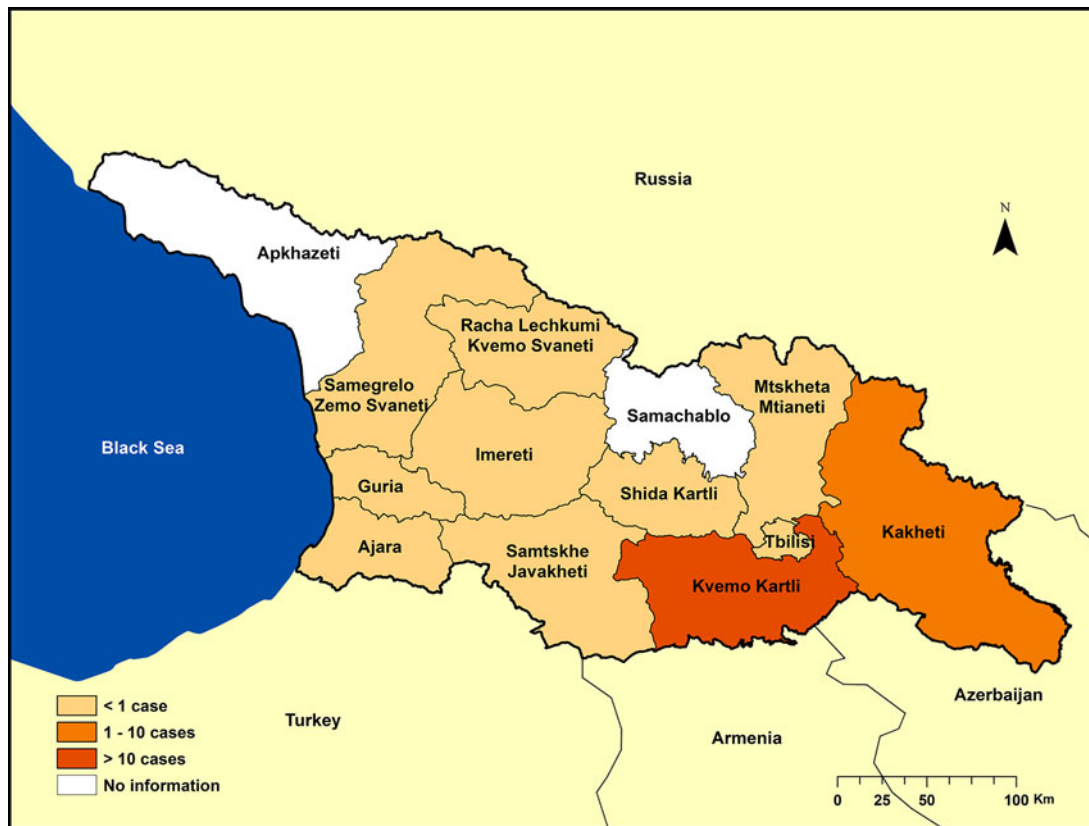 Russia
N
Apkhazeti
Racha Lechkumi
Kvemo Svaneti
Mtskheta
Mtianeti
Samegrelo
Zemo Svaneti
Samachablo
Black Sea
Imereti
Guria
Shida Kartli
Kakheti
Ajara
Samtskhe
Javakheti
Tbilisi
Kvemo Kartli
Azerbaijan
Turkey
Armenia
< 1 case
1 - 10 cases
> 10 cases
No information
0 25 50 100 Km